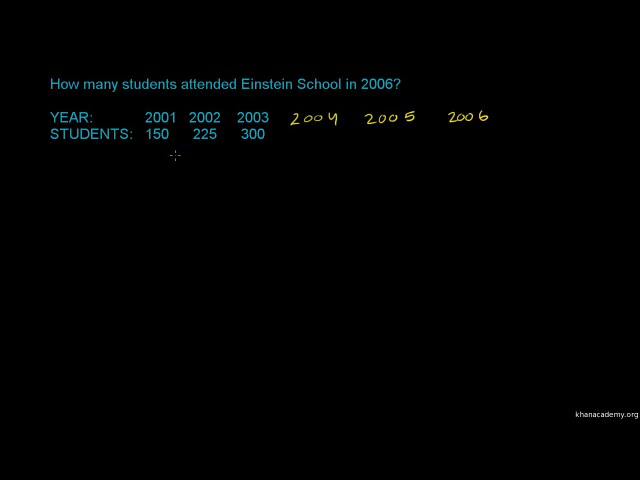 How many students attended Einstein School in 2006?
YEAR: 2001 2002 2003 2004 2005 2006
STUDENTS: 150 225 300
khanacademy.org